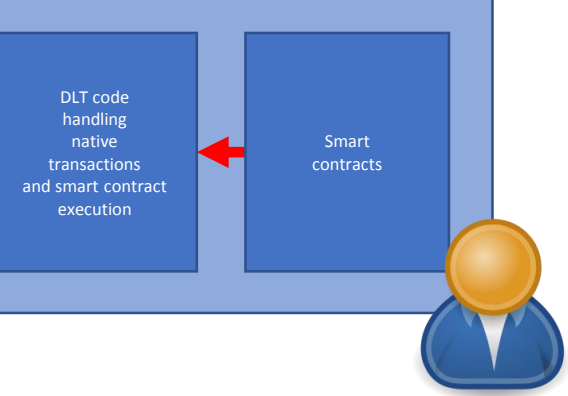 DLT code
handling
native
transactions
and smart contract
execution
Smart
contracts